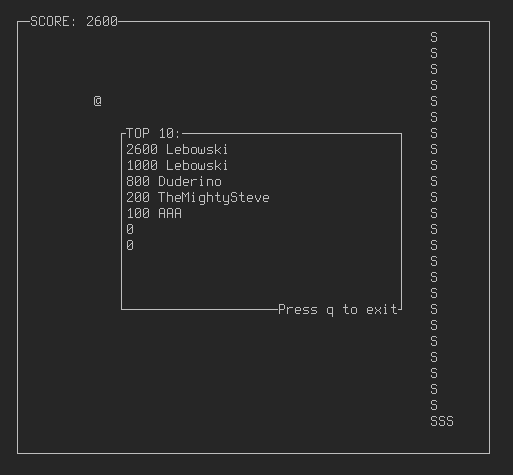 SCORE: 2600
S
S
S
S
@ S
S
TOP 10: S
2600 Lebowski S
1000 Lebowski S
800 Duderino S
200 TheMightySteve S
100 AAA S
0 S
0 S
S
S
S
Press q to exit S
S
S
S
S
S
S
SSS